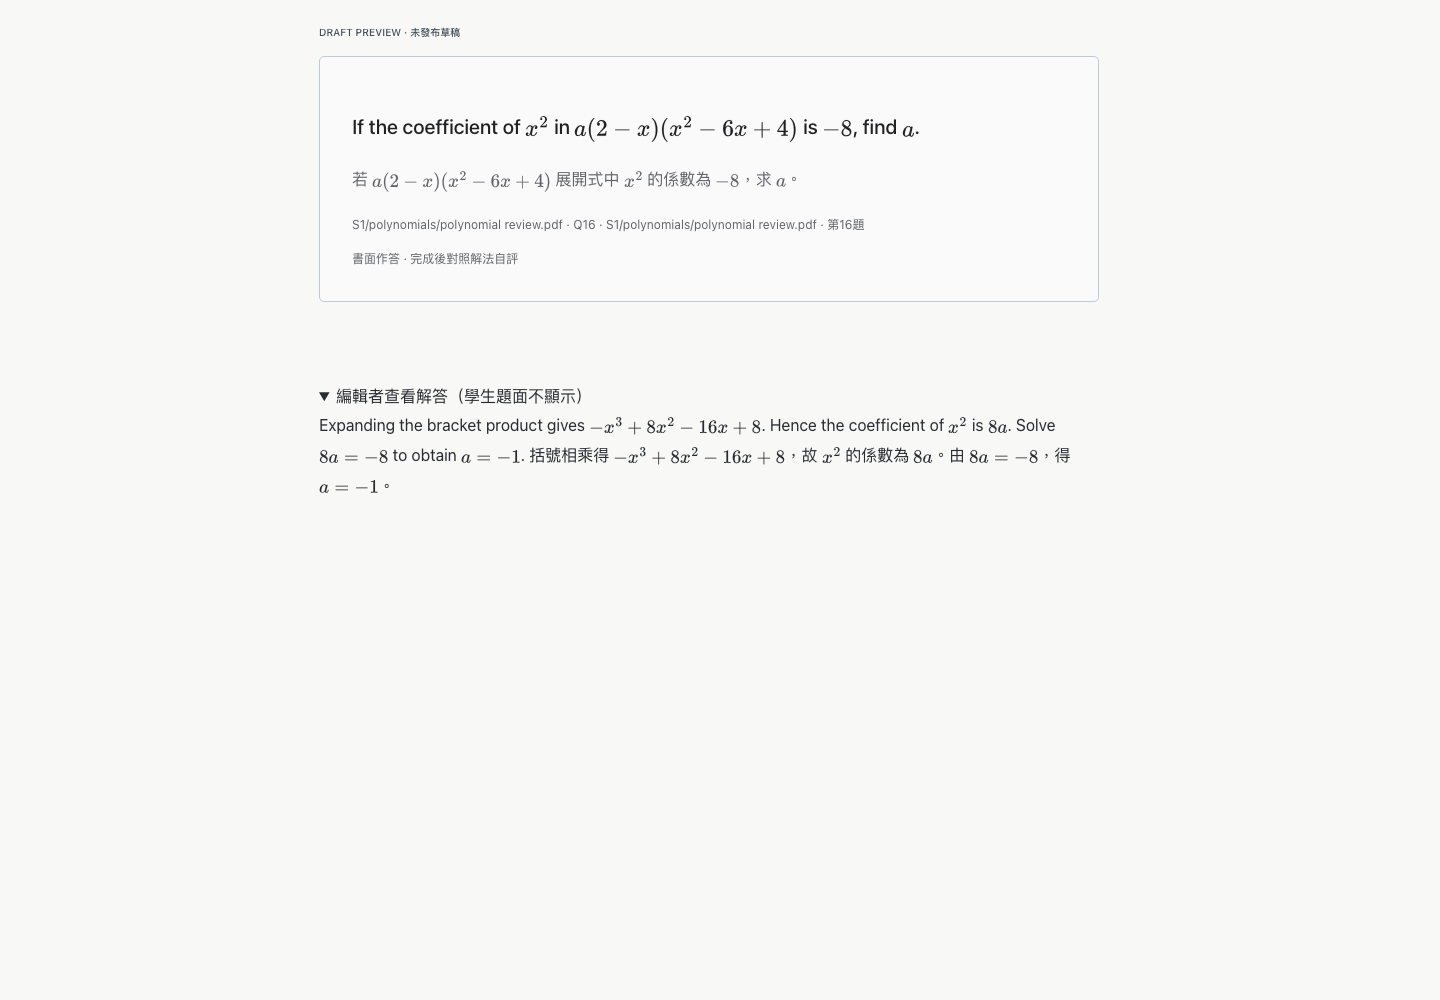 DRAFT PREVIEW · 未發布草稿
If the coefficient of x² in a(2 − x)(x² − 6x + 4) is −8, find a.
若 a(2 − x)(x² − 6x + 4) 展開式中 x² 的係數為 −8，求 a。
S1/polynomials/polynomial review.pdf · Q16 · S1/polynomials/polynomial review.pdf · 第16題
書面作答 · 完成後對照解法自評
▼ 編輯者查看解答（學生題面不顯示）
Expanding the bracket product gives −x³ + 8x² − 16x + 8. Hence the coefficient of x² is 8a. Solve
8a = −8 to obtain a = −1. 括號相乘得 −x³ + 8x² − 16x + 8，故 x² 的係數為 8a。由 8a = −8，得
a = −1。